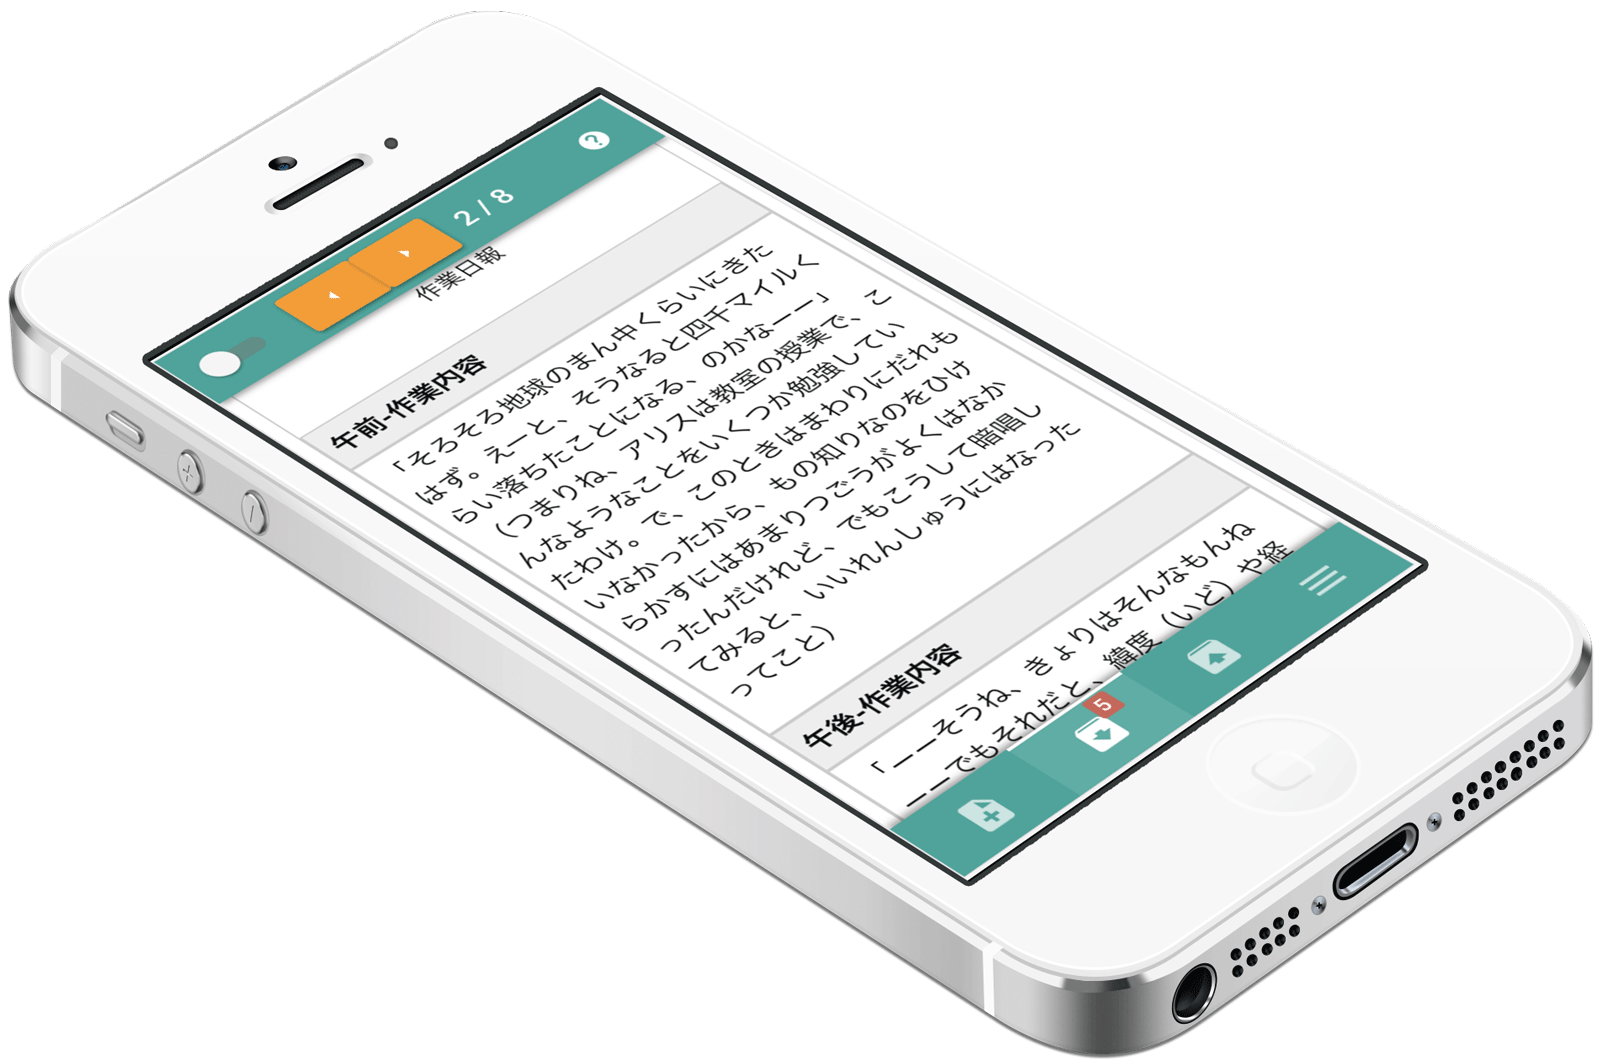 2 / 8
作業日報
午前-作業内容
「そろそろ地球のまん中くらいにきた
はず。えーと、そうなると四千マイルく
らい落ちたことになる、のかなーー」
（つまりね、アリスは教室の授業で、こ
んなようなことをいくつか勉強してい
たわけ。で、このときはまわりにだれも
いなかったから、もの知りなのをひけ
らかすにはあまりつごうがよくはなか
ったんだけれど、でもこうして暗唱し
てみると、いいれんしゅうにはなった
ってこと）
午後-作業内容
「ーーそうね、きょりはそんなもんね
ーーでもそれだと、緯度（いど）や経
5